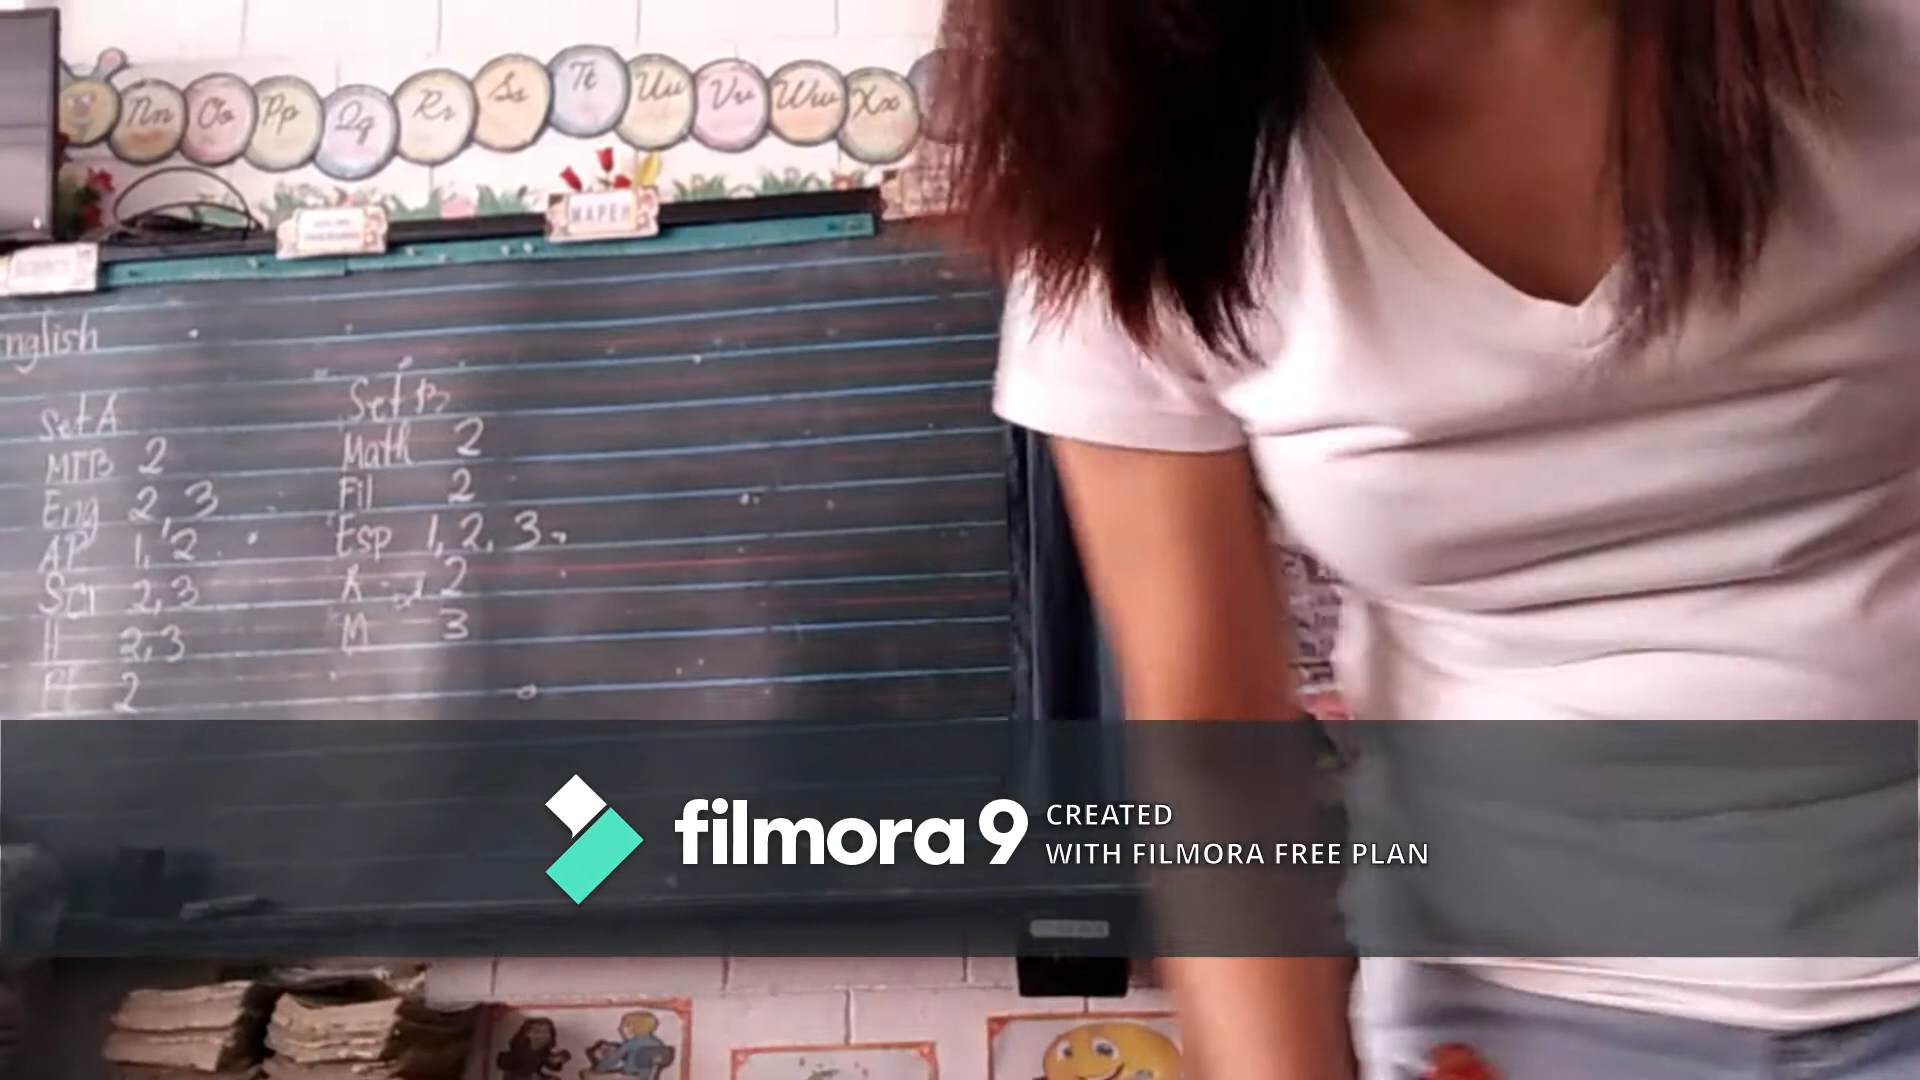 Nn Oo Pp Qq Rr Ss Tt Uu Vv Ww Xx
MAPEH
SCIENCE
English
Set A
MTB 2
Eng 2, 3
AP 1, 2
Sci 2, 3
H 2, 3
2
Set B
Math 2
Fil 2
Esp 1, 2, 3
A 2
M 3
filmora 9
CREATED
WITH FILMORA FREE PLAN